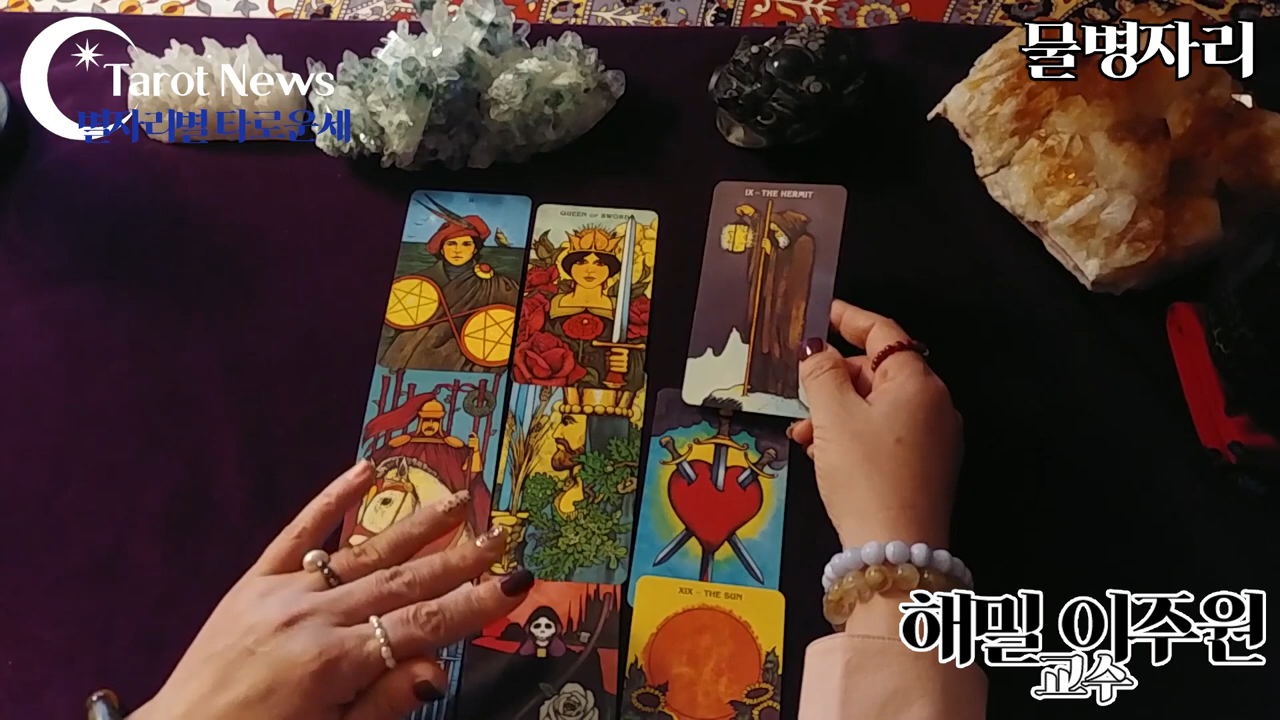 Tarot News
별자리별 타로운세
물병자리
II
QUEEN OF SWORDS
IX - THE HERMIT
XIX - THE SUN
해밀 이주원
교수